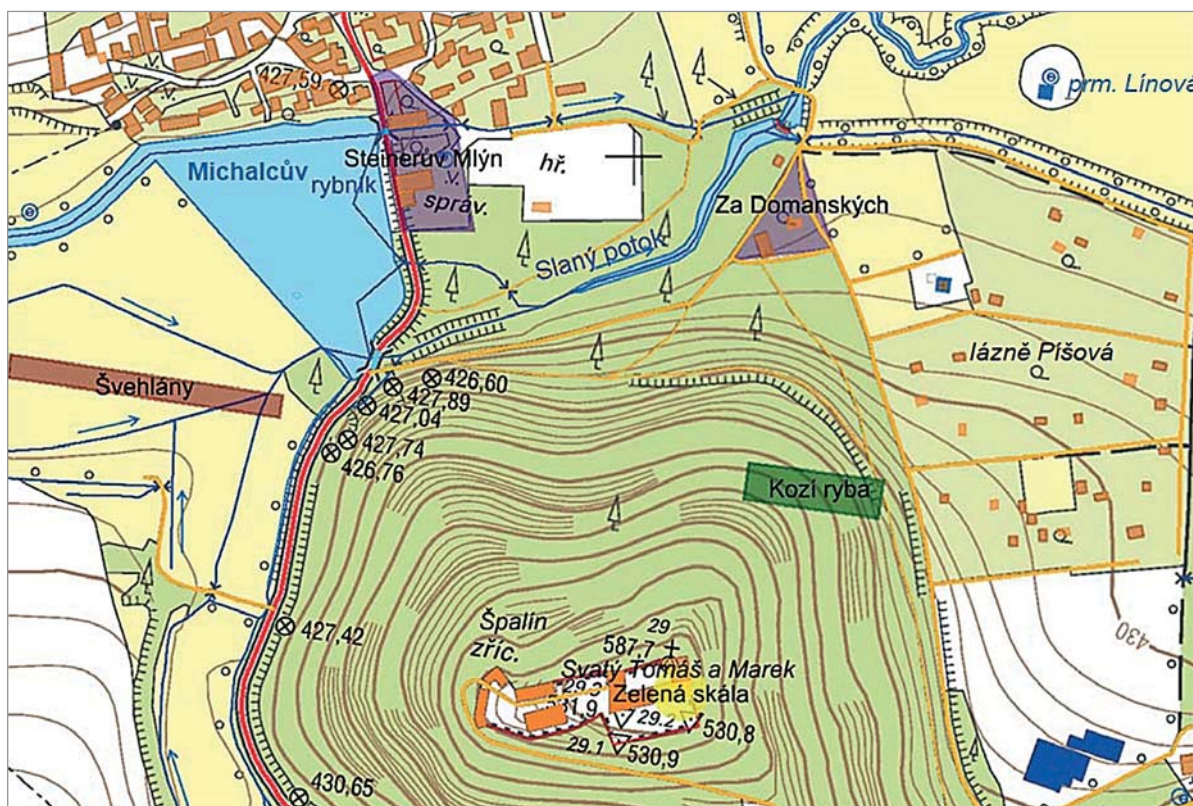 427,59
prm. Línová
Michalcův
rybník
Steinerův Mlýn
v.
v.
v.
hř.
správ.
Za Domanských
Slaný potok
lázně Píšová
Švehlány
426,60
427,89
427,04
427,74
426,76
Kozí ryba
427,42
430
Špalín
zříc.
29
587,7
Svatý Tomáš a Marek
Zelená skála
29.2
530,8
29.1
530,9
430,65